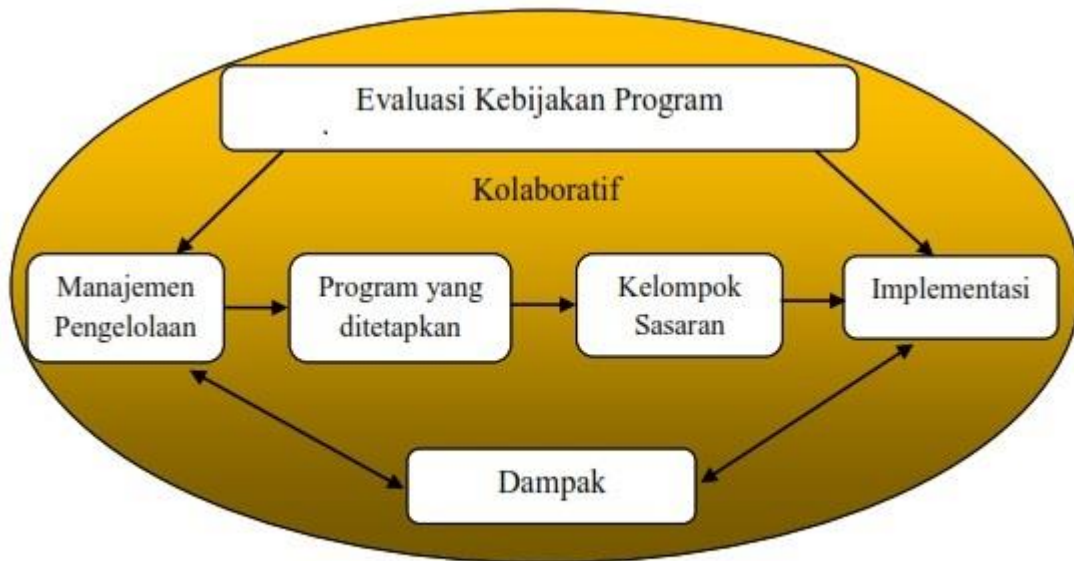 Evaluasi Kebijakan Program
.
Kolaboratif
Manajemen
Pengelolaan
Program yang
ditetapkan
Kelompok
Sasaran
Implementasi
Dampak